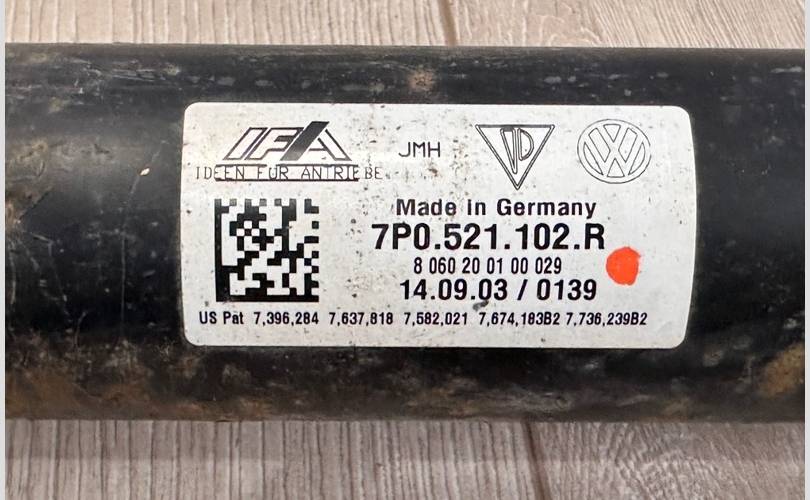 IFA
IDEEN FÜR ANTRIEBE
JMH
VW
Made in Germany
7P0.521.102.R
8 060 20 01 00 029
14.09.03 / 0139
US Pat 7,396,284 7,637,818 7,582,021 7,674,183B2 7,736,239B2